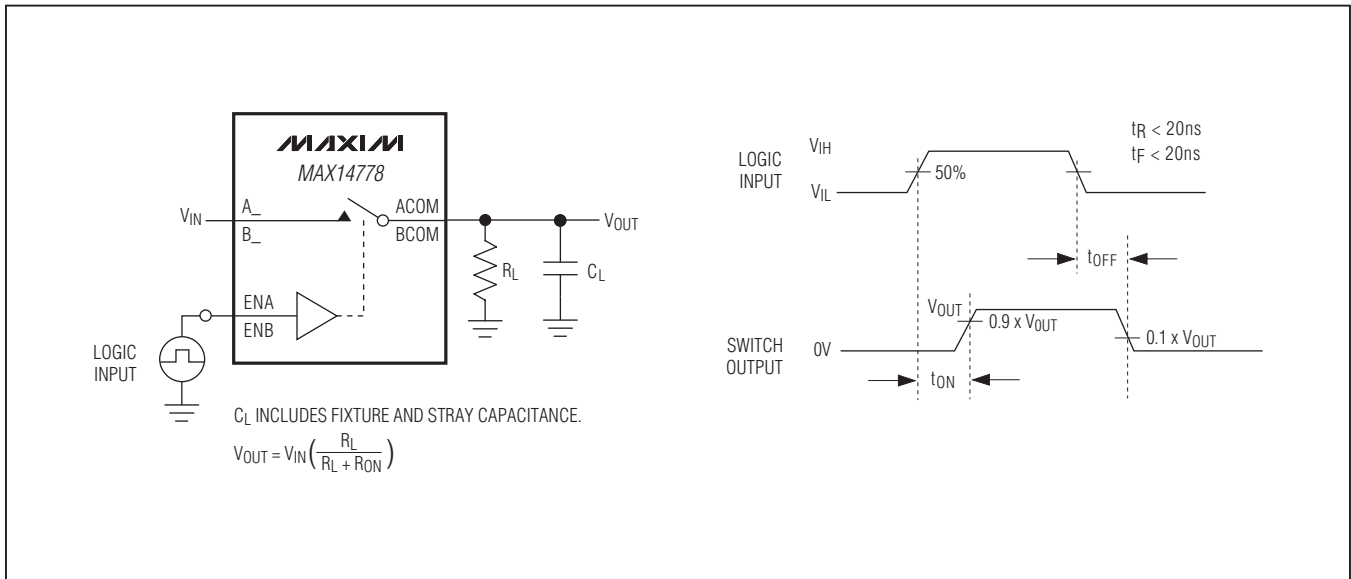 MAXIM
MAX14778
VIN
A_
B_
ACOM
BCOM
VOUT
RL
CL
ENA
ENB
LOGIC
INPUT
CL INCLUDES FIXTURE AND STRAY CAPACITANCE.
VOUT = VIN(RL / RL + RON)
LOGIC
INPUT
VIH
VIL
50%
tR < 20ns
tF < 20ns
tOFF
SWITCH
OUTPUT
VOUT
0V
0.9 x VOUT
0.1 x VOUT
tON